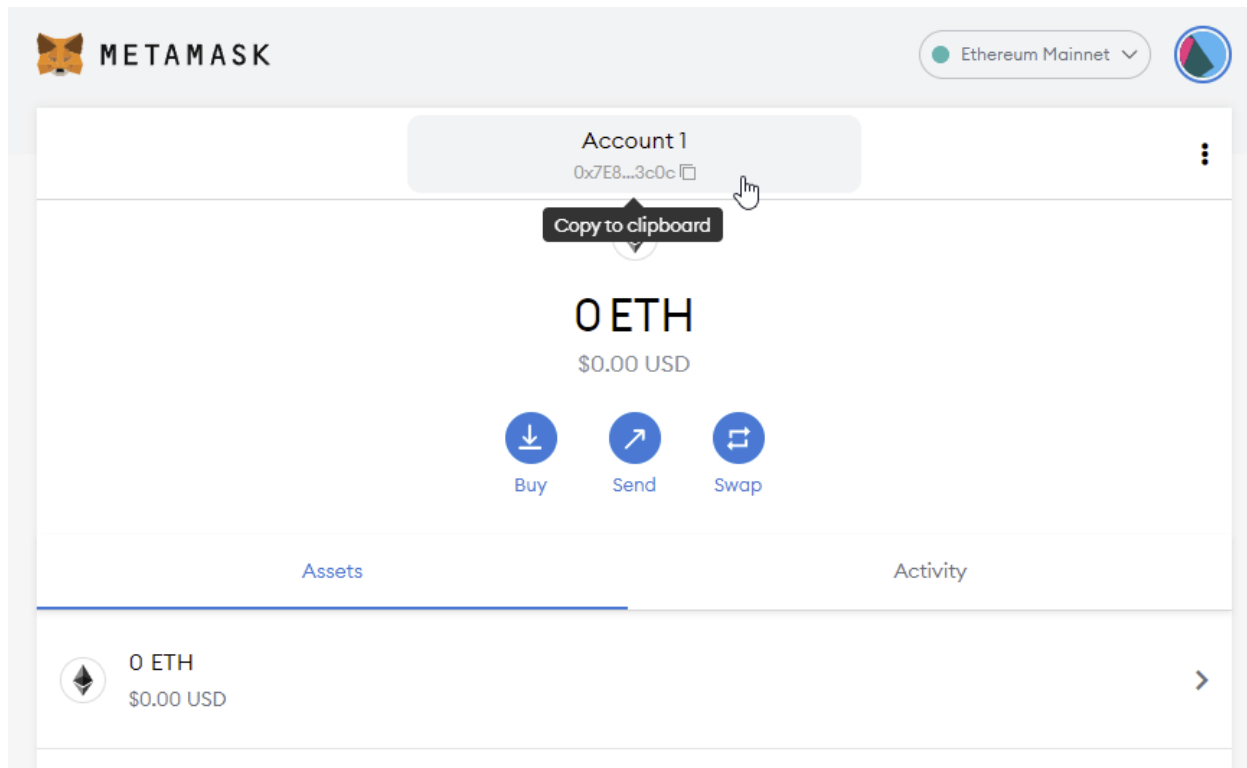 METAMASK
Ethereum Mainnet
Account 1
0x7E8...3c0c
Copy to clipboard
0 ETH
$0.00 USD
Buy
Send
Swap
Assets
Activity
0 ETH
$0.00 USD